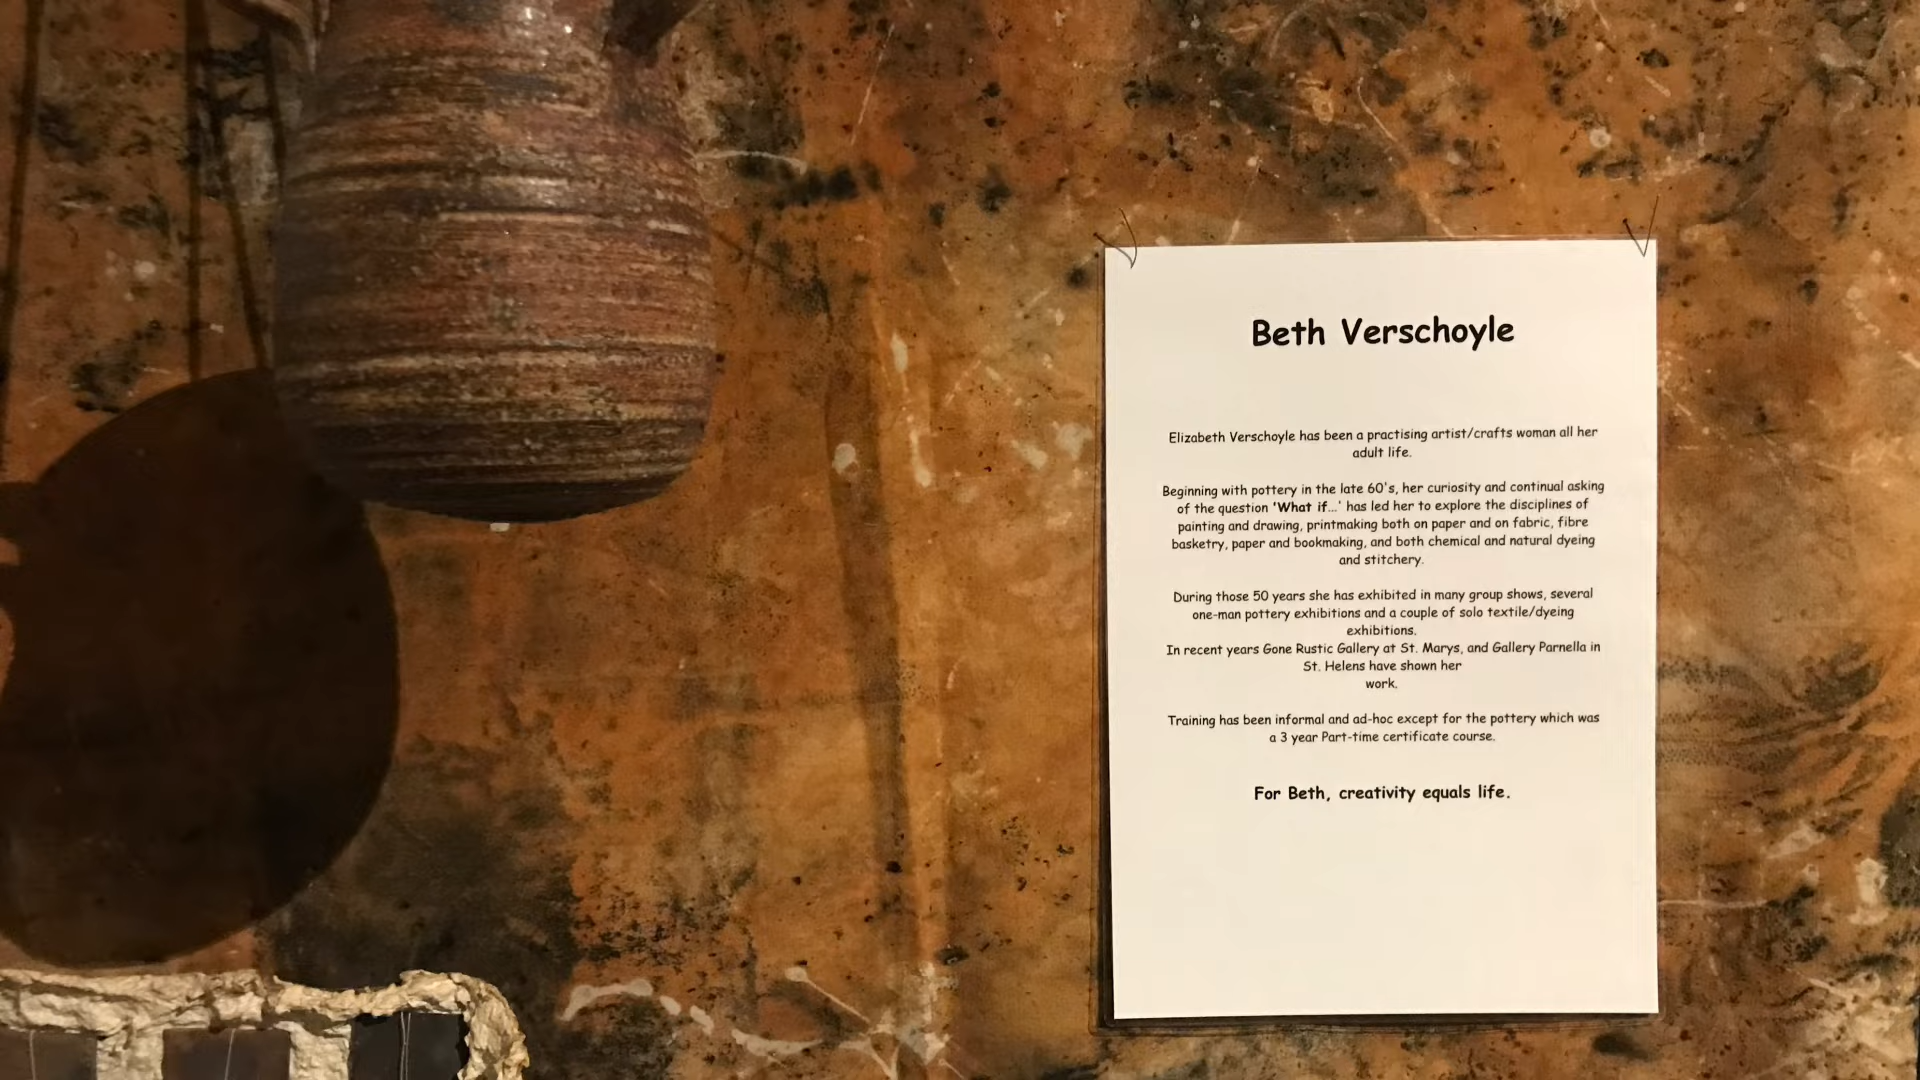 Beth Verschoyle
Elizabeth Verschoyle has been a practising artist/crafts woman all her
adult life.
Beginning with pottery in the late 60's, her curiosity and continual asking
of the question 'What if...' has led her to explore the disciplines of
painting and drawing, printmaking both on paper and on fabric, fibre
basketry, paper and bookmaking, and both chemical and natural dyeing
and stitchery.
During those 50 years she has exhibited in many group shows, several
one-man pottery exhibitions and a couple of solo textile/dyeing
exhibitions.
In recent years Gone Rustic Gallery at St. Marys, and Gallery Parnella in
St. Helens have shown her
work.
Training has been informal and ad-hoc except for the pottery which was
a 3 year Part-time certificate course.
For Beth, creativity equals life.